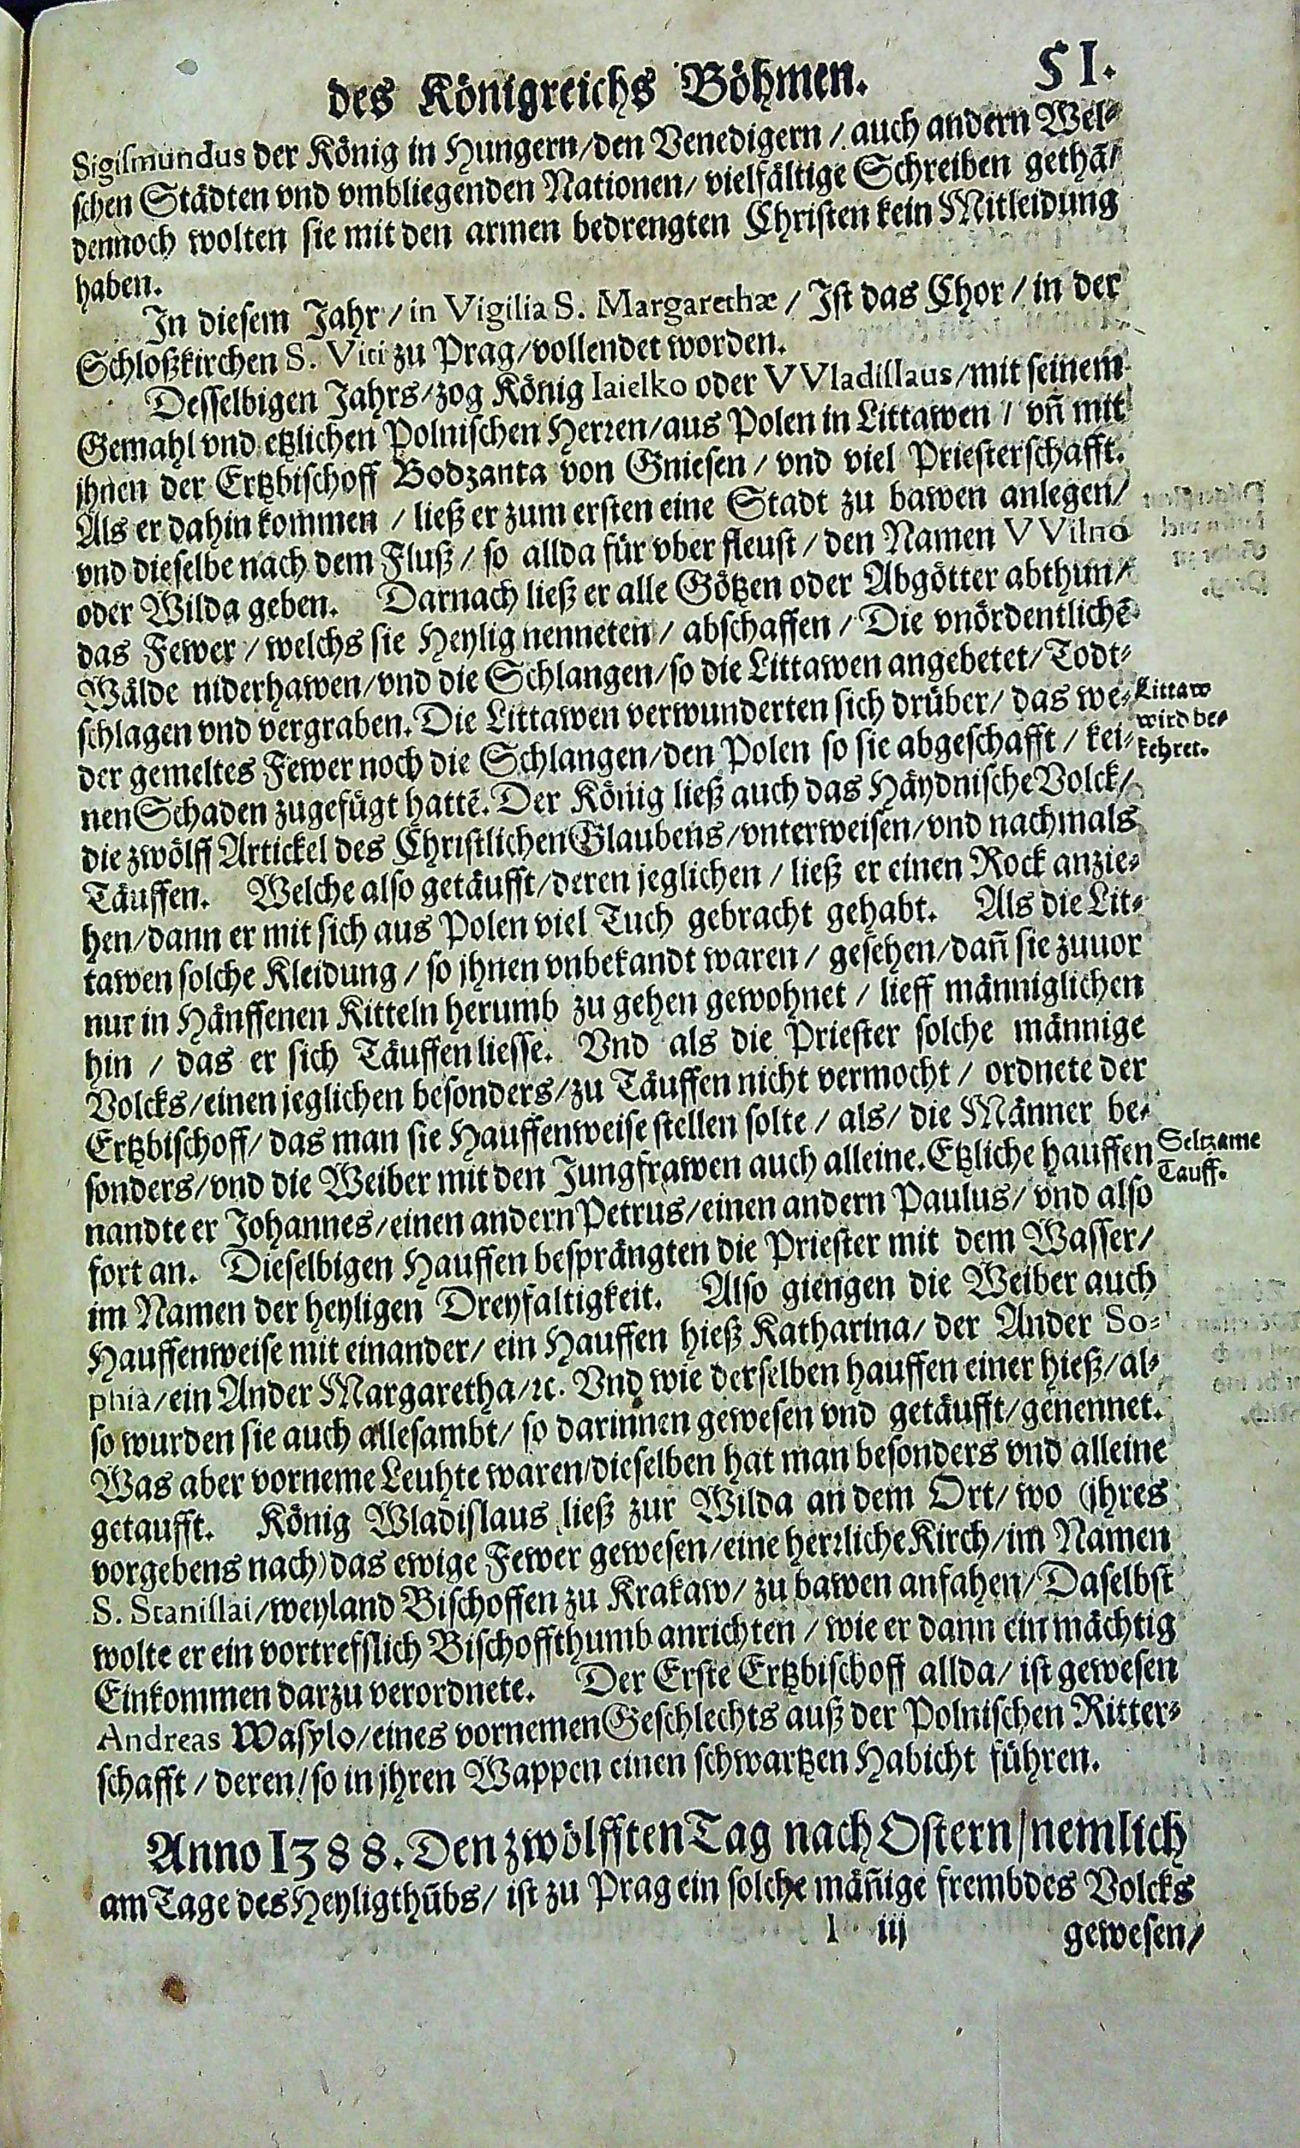 des Königreichs Böhmen. 51.
Sigismundus der König in Hungern/den Venedigern/auch andern Wel-
schen Städten vnd vmbliegenden Nationen/ vielfältige Schreiben gethā/
dennoch wolten sie mit den armen bedrengten Christen kein Mitleidung
haben.
In diesem Jahr/in Vigilia S. Margarethæ/Ist das Chor/in der
Schloßkirchen S. Viti zu Prag/vollendet worden.
Desselbigen Jahrs/zog König Iaielko oder VVladislaus/mit seinem
Gemahl vnd etzlichen Polnischen Herren/aus Polen in Littawen/ vñ mit
jhnen der Ertzbischoff Bodzanta von Gniesen/ vnd viel Priesterschafft.
Als er dahin kommen/ließ er zum ersten eine Stadt zu bawen anlegen/
vnd dieselbe nach dem Fluß/so allda für vber fleust/den Namen VVilno
oder Wilda geben. Darnach ließ er alle Götzen oder Abgötter abthun/
das Fewer/welchs sie Heylig nenneten/abschaffen/Die vnördentlichē
Wälde niderhawen/vnd die Schlangen/so die Littawen angebetet/Todt-
schlagen vnd vergraben. Die Littawen verwunderten sich drüber/das we-
Littaw
wird be-
kehret.
der gemeltes Fewer noch die Schlangen/den Polen so sie abgeschafft/kei-
nen Schaden zugefügt hattē. Der König ließ auch das Häydnische Volck/
die zwölff Artickel des Christlichen Glaubens/vnterweisen/vnd nachmals
Täuffen. Welche also getäufft/deren jeglichen/ließ er einen Rock anzie-
hen/dann er mit sich aus Polen viel Tuch gebracht gehabt. Als die Lit-
tawen solche Kleidung/so jhnen vnbekandt waren/gesehen/dañ sie zuuor
nur in Hänffenen Kitteln herumb zu gehen gewohnet/lieff männiglichen
hin/das er sich Täuffen liesse. Vnd als die Priester solche männige
Volcks/einen jeglichen besonders/zu Täuffen nicht vermocht/ordnete der
Ertzbischoff/das man sie Hauffenweise stellen solte/als/die Männer be-
sonders/vnd die Weiber mit den Jungfrawen auch alleine. Etzliche hauffen
Seltzame
Tauff.
nandte er Johannes/einen andern Petrus/einen andern Paulus/vnd also
fort an. Dieselbigen Hauffen besprängten die Priester mit dem Wasser/
im Namen der heyligen Dreyfaltigkeit. Also giengen die Weiber auch
Hauffenweise mit einander/ein Hauffen hieß Katharina/der Ander So-
phia/ein Ander Margaretha/ꝛc. Vnd wie derselben hauffen einer hieß/al-
so wurden sie auch allesambt/so darinnen gewesen vnd getäufft/genennet.
Was aber vorneme Leuhte waren/dieselben hat man besonders vnd alleine
getaufft. König Wladislaus ließ zur Wilda an dem Ort/wo (jhres
vorgebens nach) das ewige Fewer gewesen/eine herrliche Kirch/im Namen
S. Stanislai/weyland Bischoffen zu Krakaw/zu bawen anfahen/Daselbst
wolte er ein vortrefflich Bischoffthumb anrichten/wie er dann ein mächtig
Einkommen darzu verordnete. Der Erste Ertzbischoff allda/ist gewesen
Andreas Wasylo/eines vornemen Geschlechts auß der Polnischen Ritter-
schafft/deren/so in jhren Wappen einen schwartzen Habicht führen.
Anno 1388. Den zwölfften Tag nach Ostern/nemlich
am Tage des Heyligthūbs/ist zu Prag ein solche mäñige frembdes Volcks
I iij gewesen/